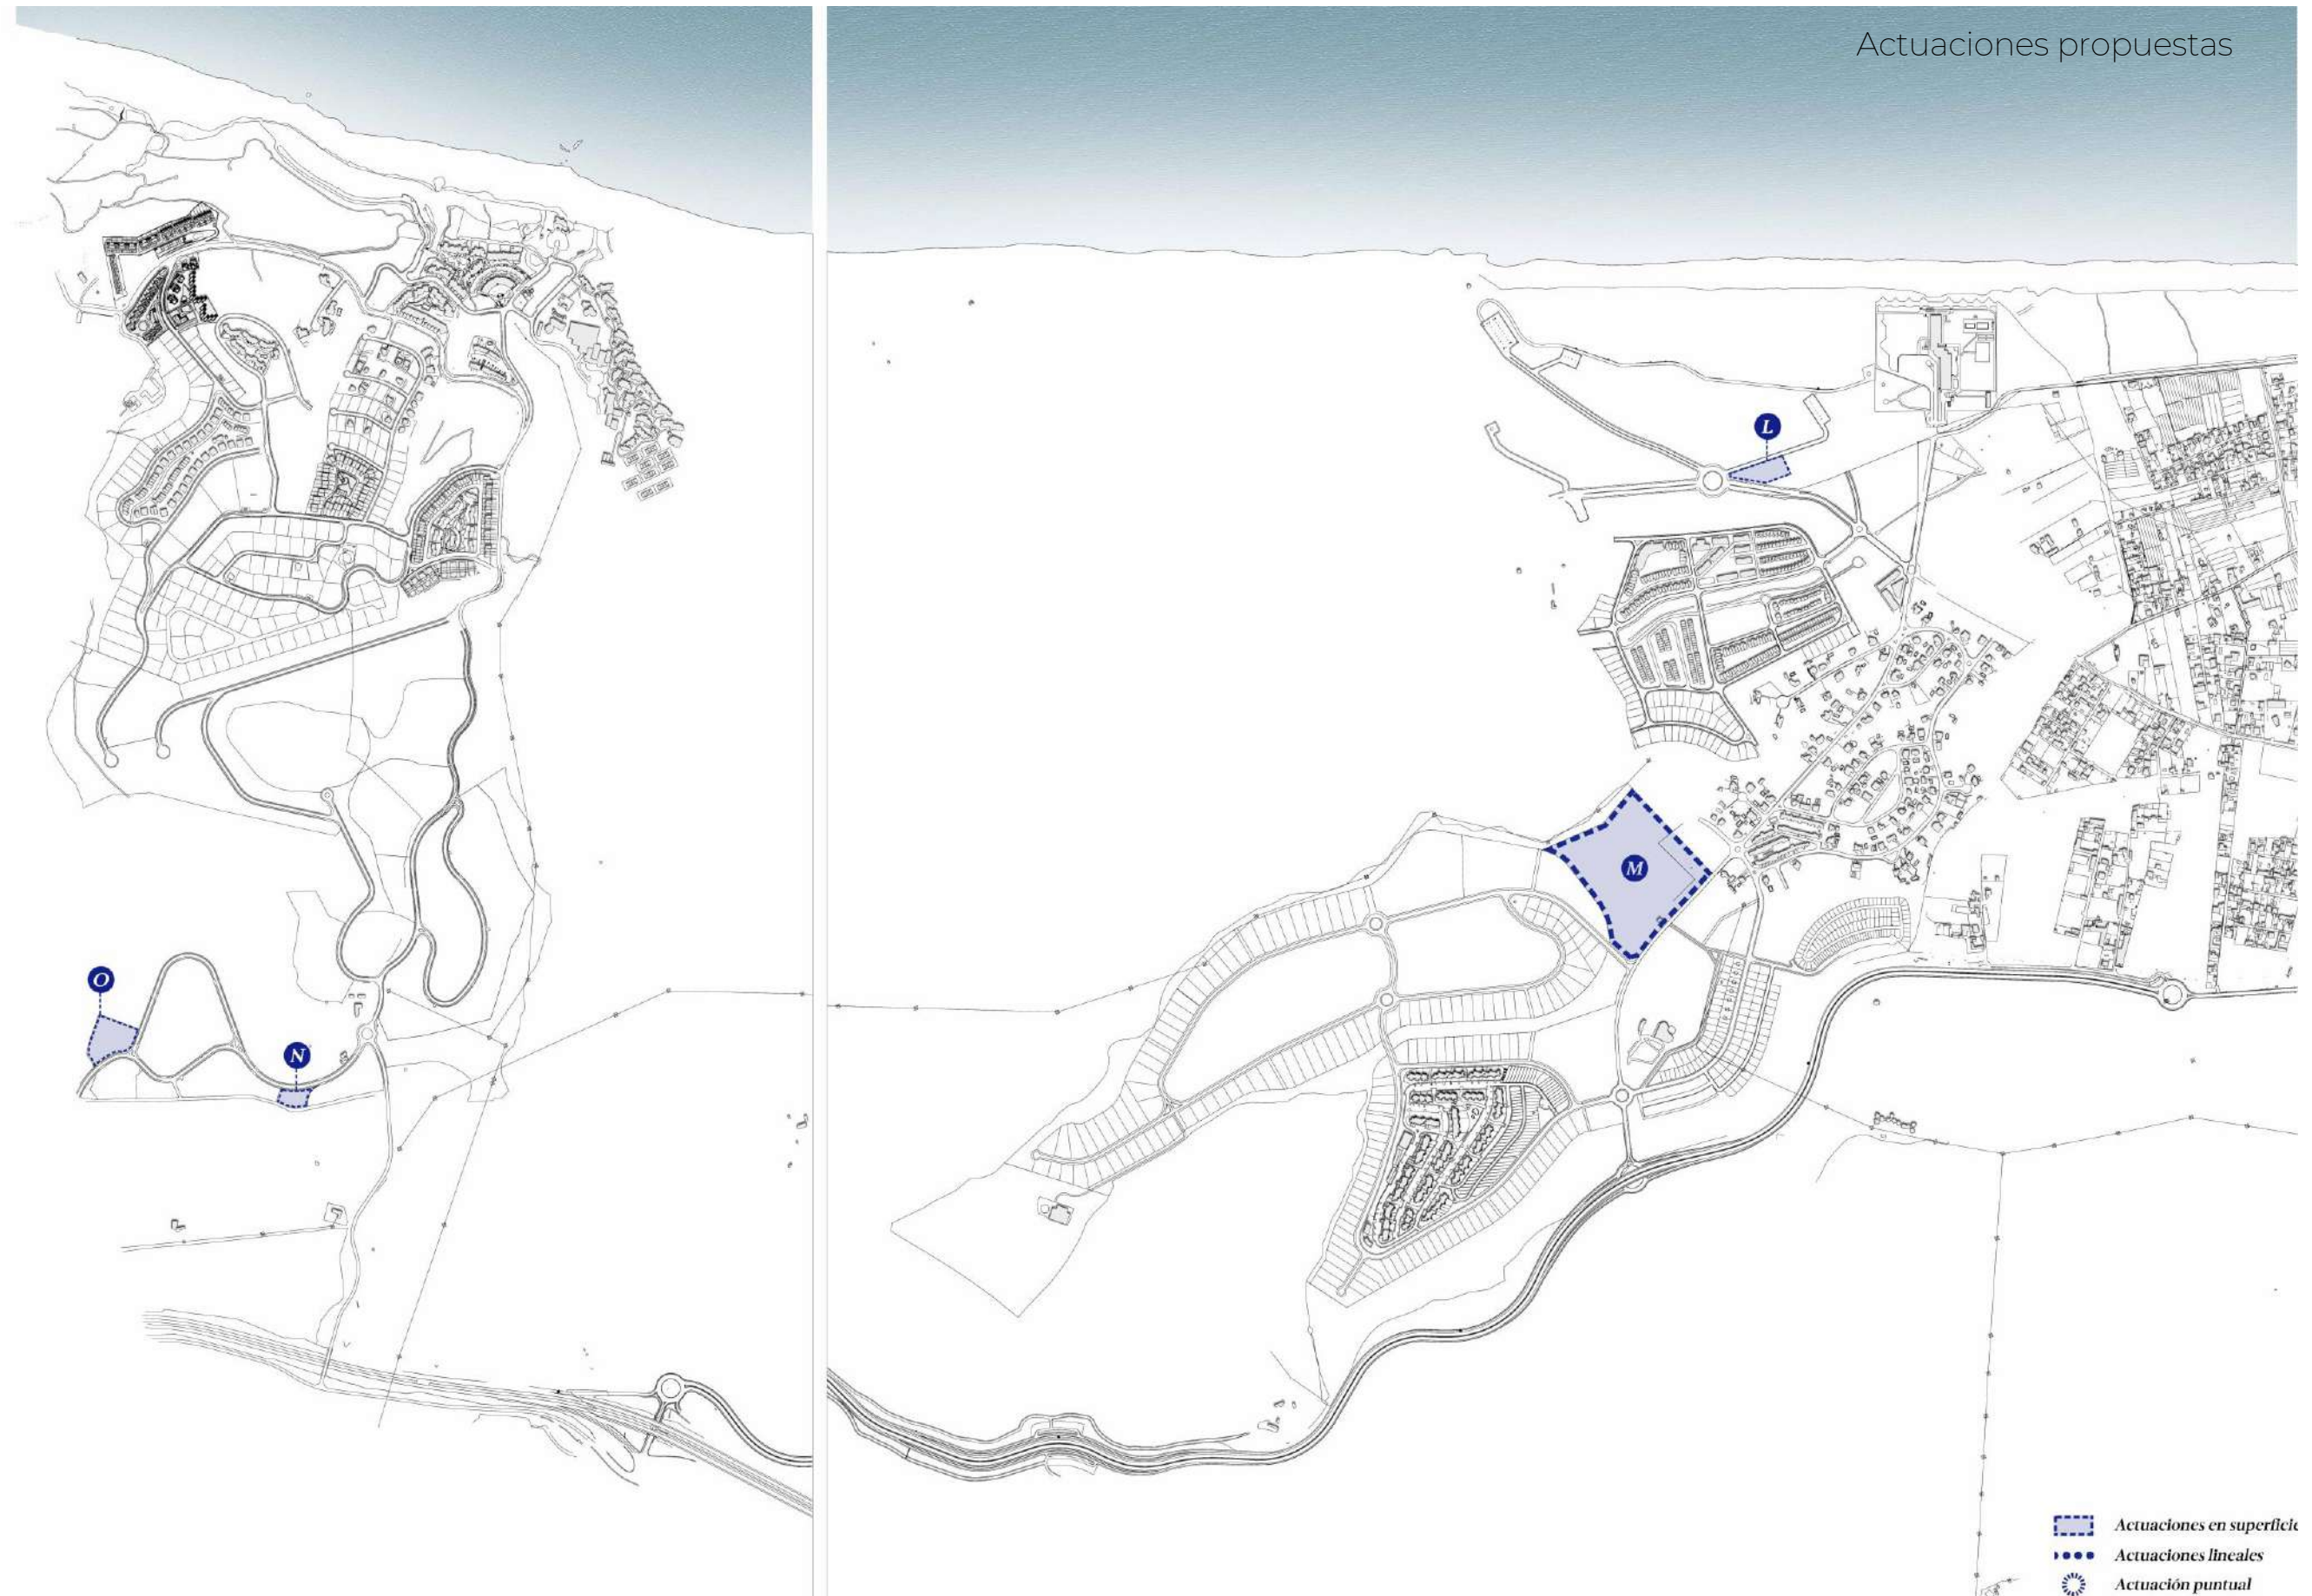 Actuaciones propuestas
L
M
O
N
Actuaciones en superficie
Actuaciones lineales
Actuación puntual